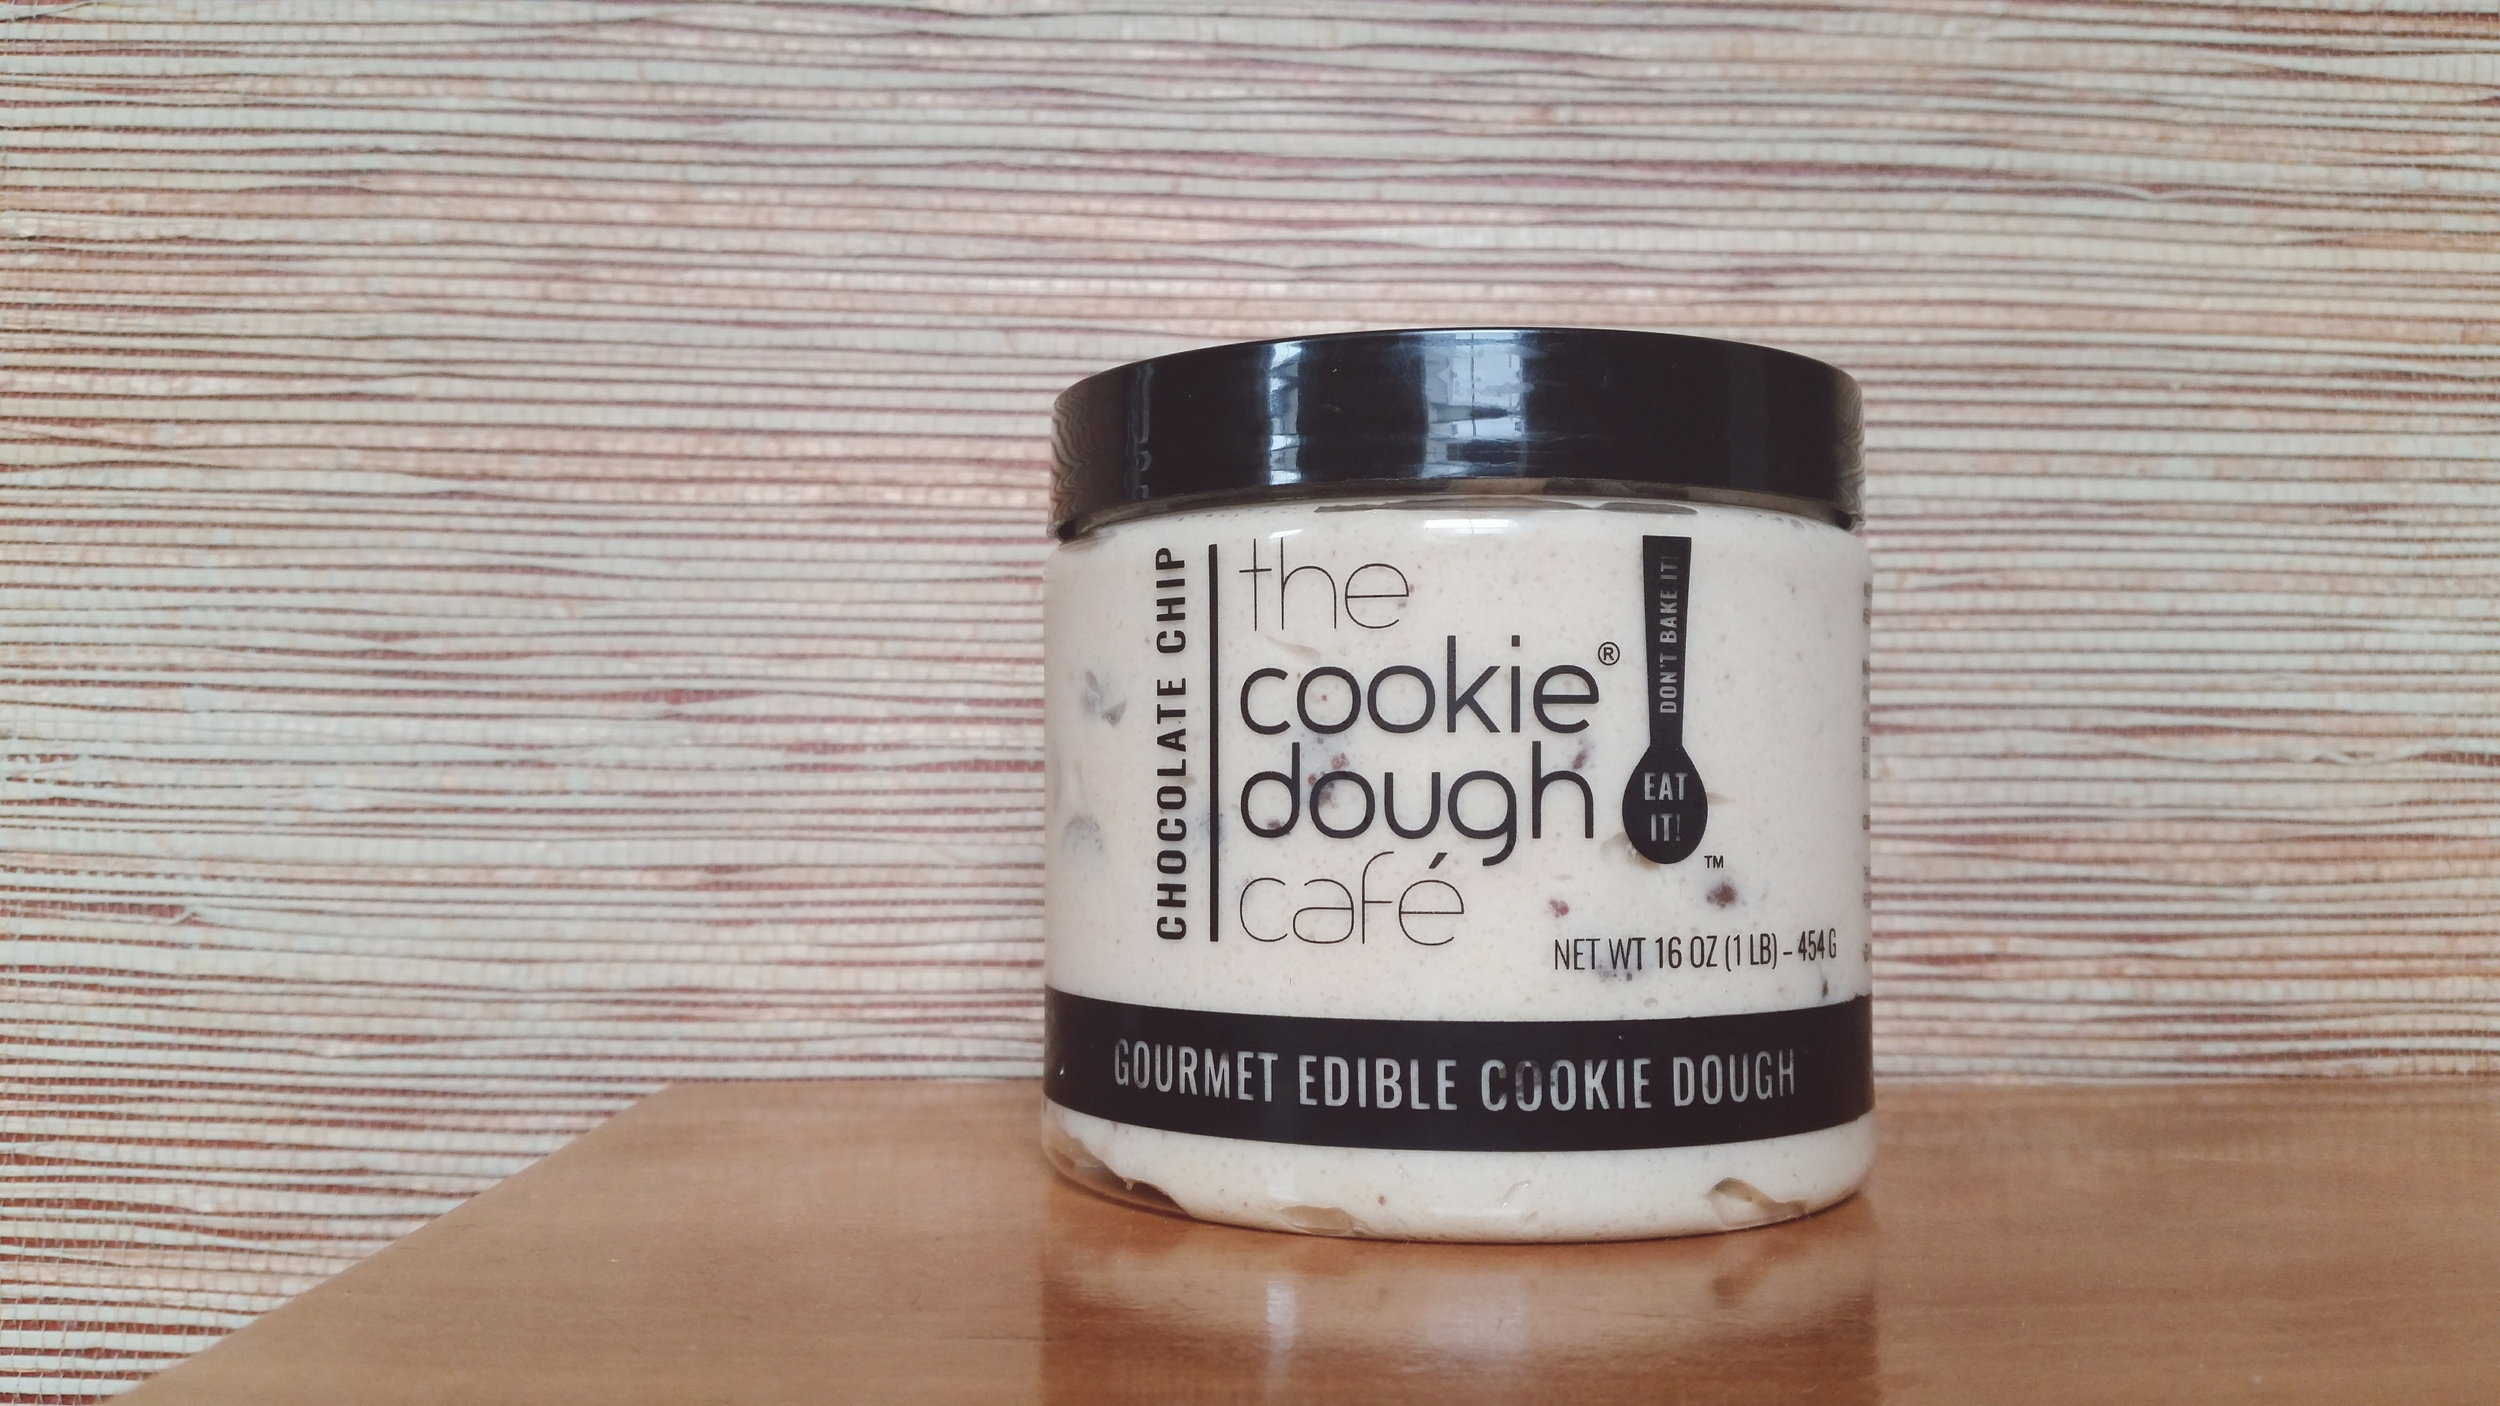 CHOCOLATE CHIP
the
cookie®
dough
café
DON'T BAKE IT!
EAT
IT!
TM
NET WT 16 OZ (1 LB) – 454 G
GOURMET EDIBLE COOKIE DOUGH